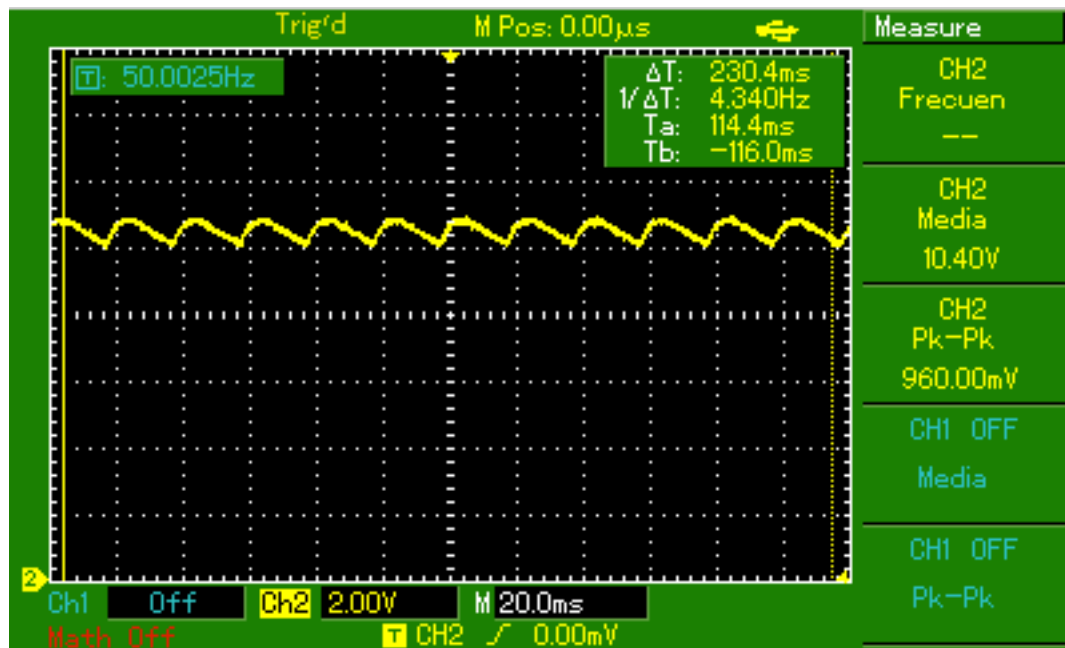 Trig'd M Pos: 0.00µs Measure
T: 50.0025Hz
ΔT: 230.4ms
1/ΔT: 4.340Hz
Ta: 114.4ms
Tb: -116.0ms
CH2
Frecuen
--
CH2
Media
10.40V
CH2
Pk-Pk
960.00mV
CH1 OFF
Media
CH1 OFF
Pk-Pk
2
Ch1 Off Ch2 2.00V M 20.0ms
Math Off T CH2 0.00mV